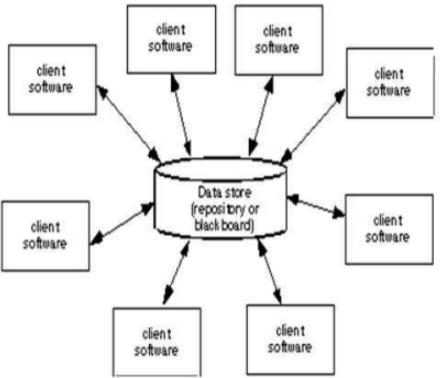 client
software
client
software
client
software
client
software
Data store
(repository or
blackboard)
client
software
client
software
client
software
client
software